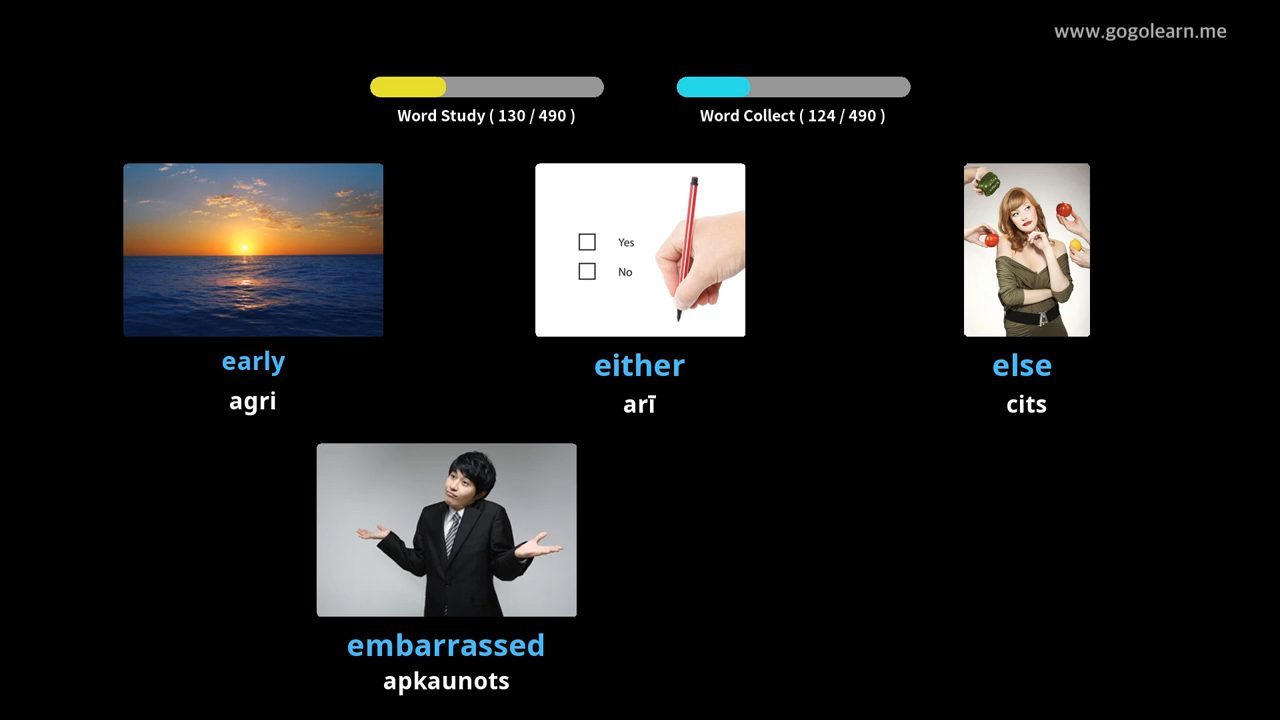 www.gogolearn.me
Word Study ( 130 / 490 )
Word Collect ( 124 / 490 )
Yes
No
early
agri
either
arī
else
cits
embarrassed
apkaunots